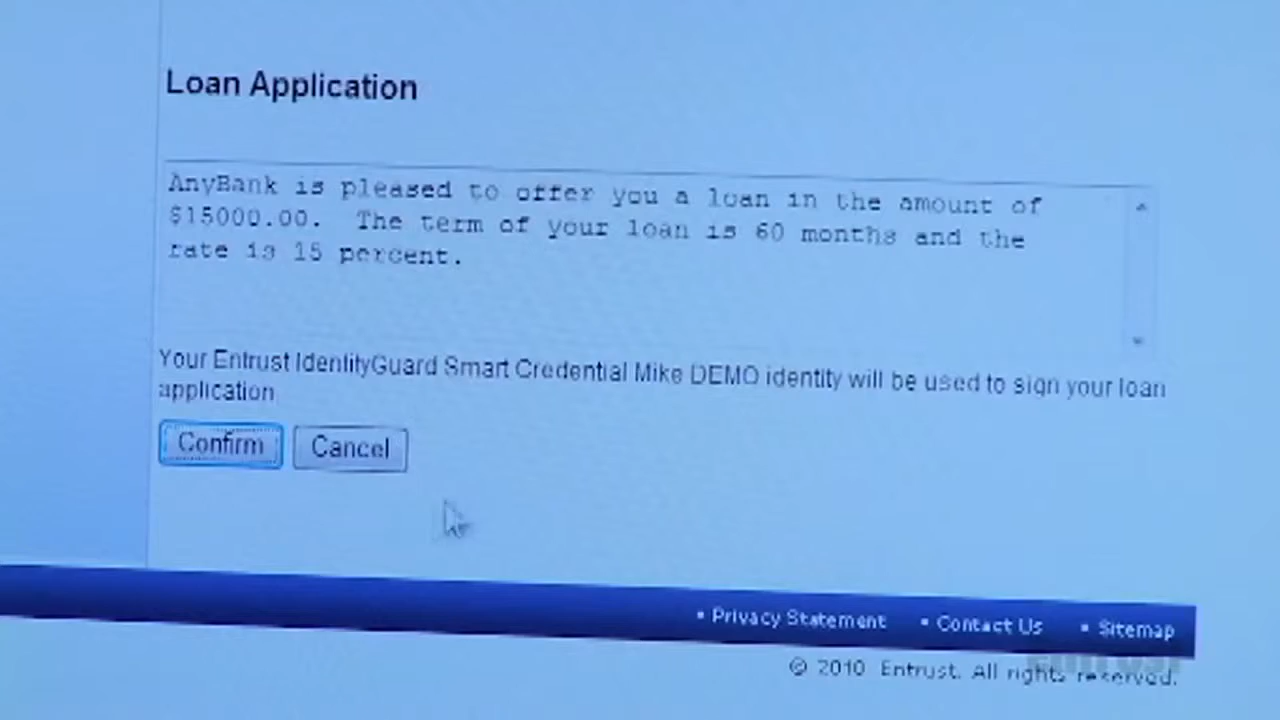 Loan Application
AnyBank is pleased to offer you a loan in the amount of
$15000.00.  The term of your loan is 60 months and the
rate is 15 percent.
Your Entrust IdentityGuard Smart Credential Mike DEMO identity will be used to sign your loan
application
Confirm Cancel
• Privacy Statement • Contact Us • Sitemap
© 2010 Entrust. All rights reserved.
Entrust